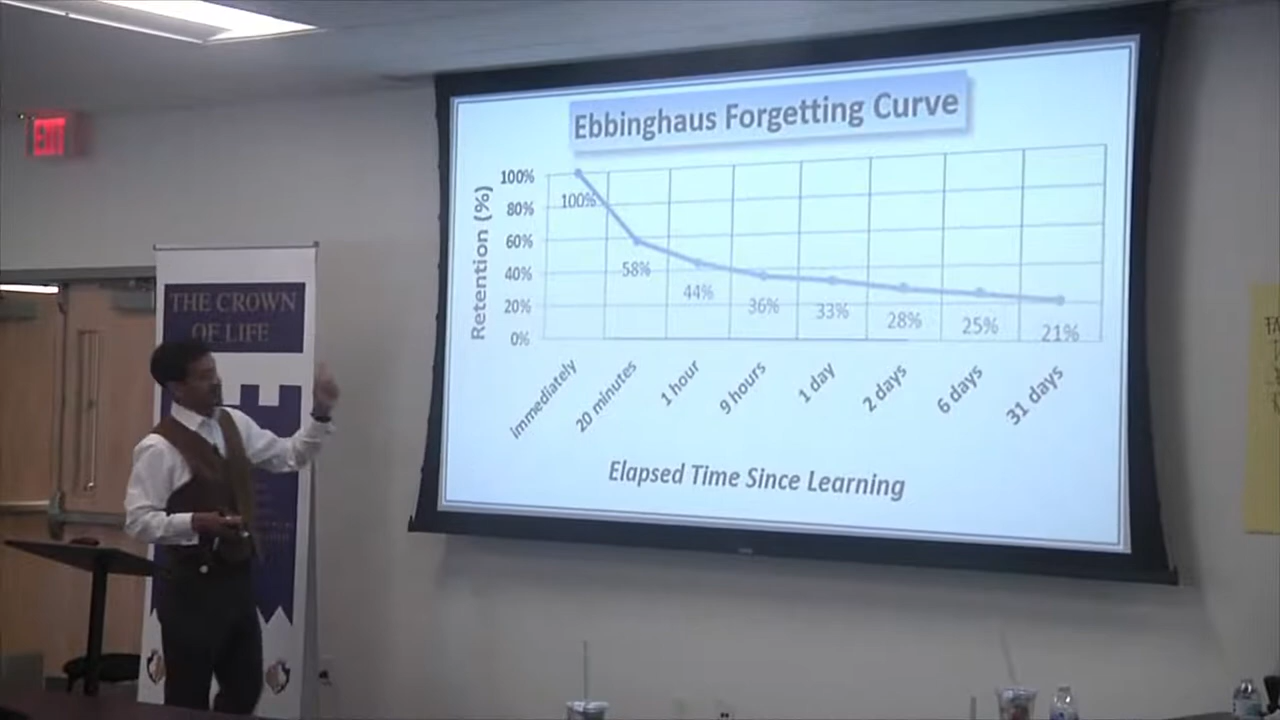 EXIT
THE CROWN
OF LIFE
Ebbinghaus Forgetting Curve
Retention (%)
100%
80%
60%
40%
20%
0%
100%
58%
44%
36%
33%
28%
25%
21%
immediately
20 minutes
1 hour
9 hours
1 day
2 days
6 days
31 days
Elapsed Time Since Learning